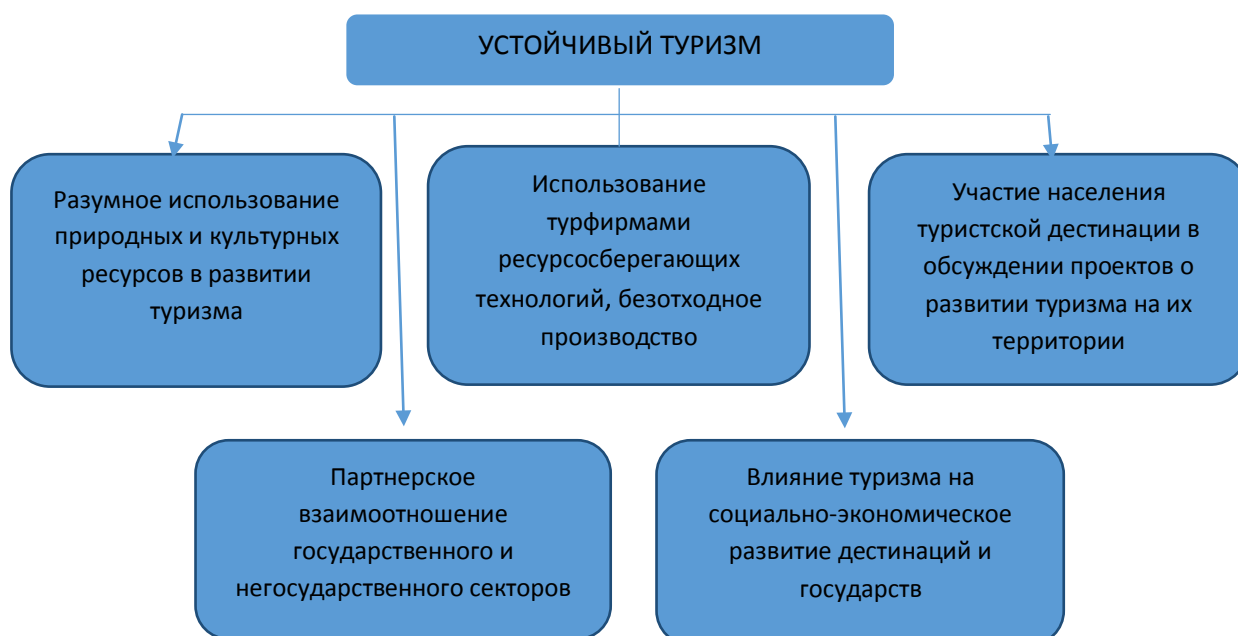 УСТОЙЧИВЫЙ ТУРИЗМ
Разумное использование
природных и культурных
ресурсов в развитии
туризма
Использование
турфирмами
ресурсосберегающих
технологий, безотходное
производство
Участие населения
туристской дестинации в
обсуждении проектов о
развитии туризма на их
территории
Партнерское
взаимоотношение
государственного и
негосударственного секторов
Влияние туризма на
социально-экономическое
развитие дестинаций и
государств